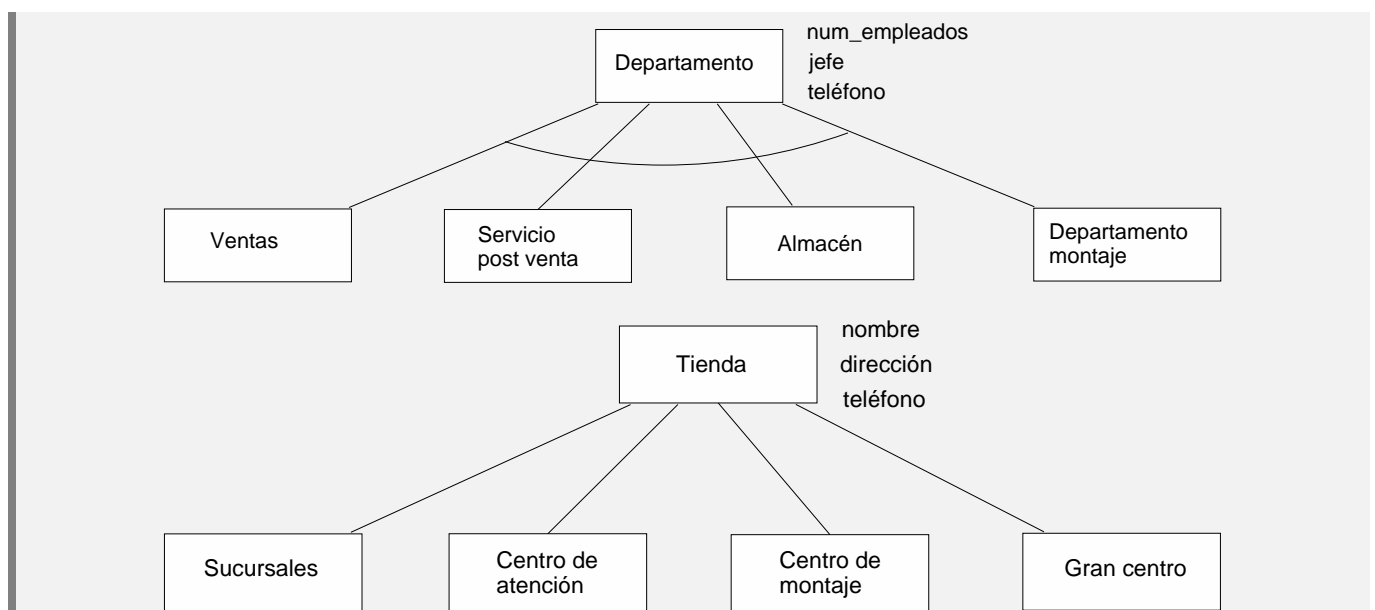 num_empleados
Departamento
jefe
teléfono
Ventas
Servicio
post venta
Almacén
Departamento
montaje
nombre
Tienda
dirección
teléfono
Sucursales
Centro de
atención
Centro de
montaje
Gran centro